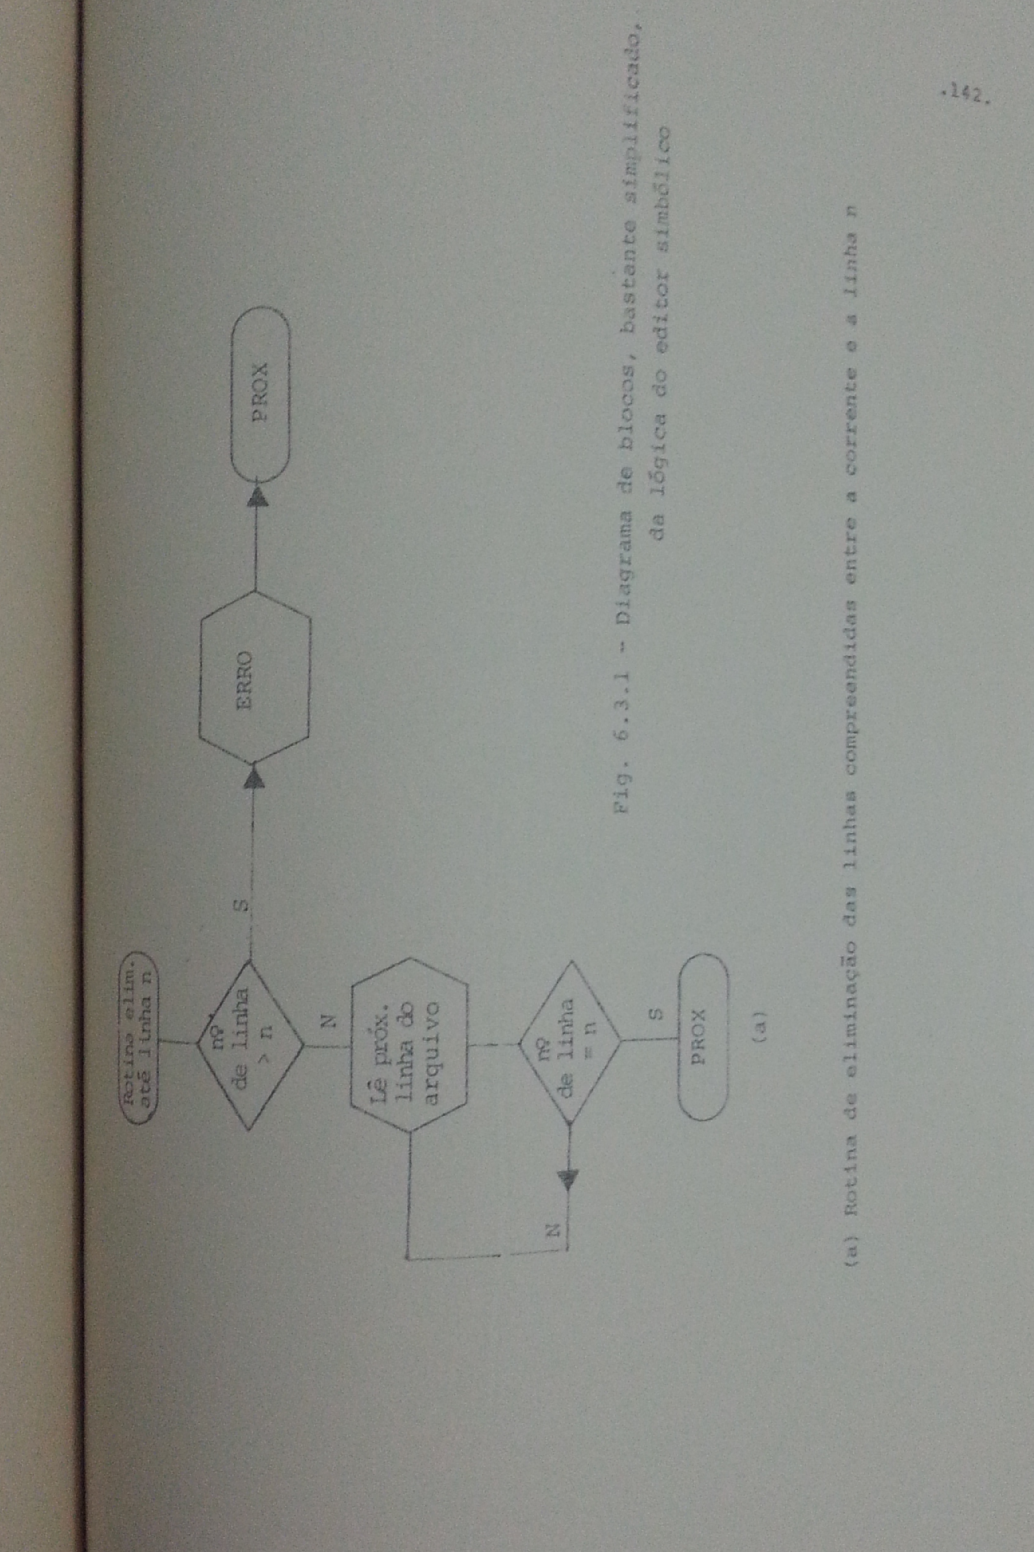 Rotina elim.
até linha n
nº
de linha
> n
S
ERRO
PROX
N
Lê próx.
linha do
arquivo
nº
de linha
= n
N
S
PROX
(a)
Fig. 6.3.1 - Diagrama de blocos, bastante simplificado,
da lógica do editor simbólico
(a) Rotina de eliminação das linhas compreendidas entre a corrente e a linha n
.142.